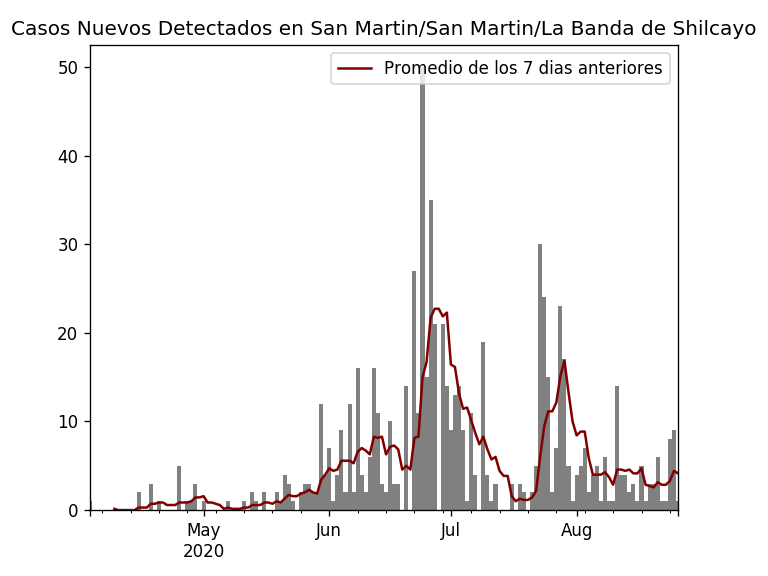 Casos Nuevos Detectados en San Martin/San Martin/La Banda de Shilcayo
Promedio de los 7 dias anteriores
50
40
30
20
10
0
May
2020
Jun
Jul
Aug